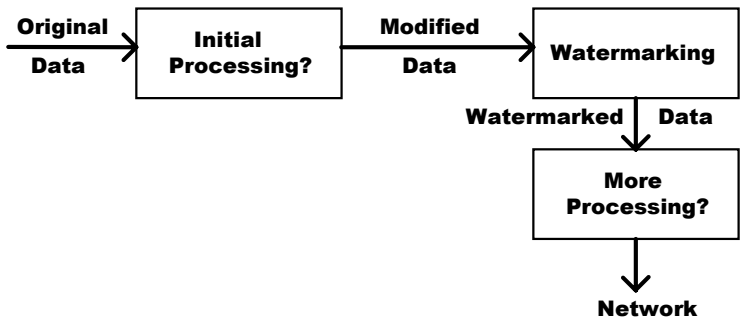 Original
Data
Initial
Processing?
Modified
Data
Watermarking
Watermarked Data
More
Processing?
Network